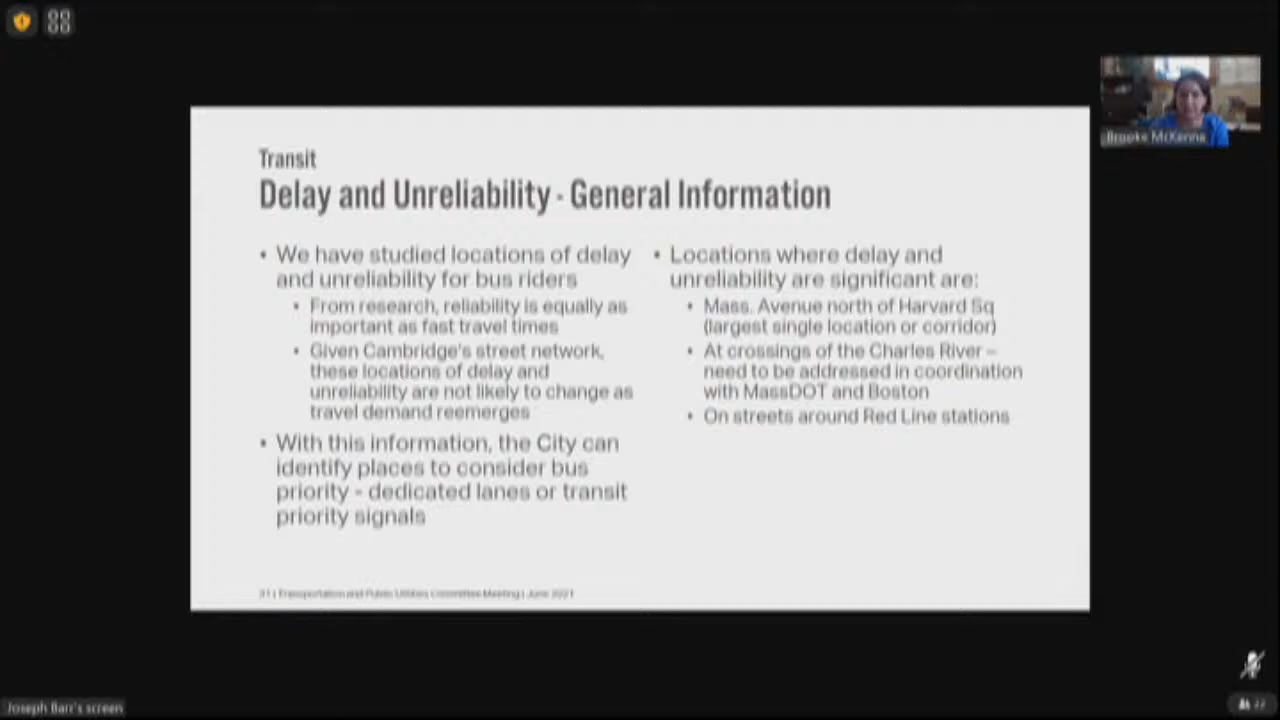 Transit
Delay and Unreliability - General Information
• We have studied locations of delay
and unreliability for bus riders
• From research, reliability is equally as
important as fast travel times
• Given Cambridge's street network,
these locations of delay and
unreliability are not likely to change as
travel demand reemerges
• With this information, the City can
identify places to consider bus
priority - dedicated lanes or transit
priority signals
• Locations where delay and
unreliability are significant are:
• Mass. Avenue north of Harvard Sq
(largest single location or corridor)
• At crossings of the Charles River –
need to be addressed in coordination
with MassDOT and Boston
• On streets around Red Line stations
| Transportation and Public Utilities Committee Meeting | June 2021
Brooke McKenna
Joseph Barr's screen